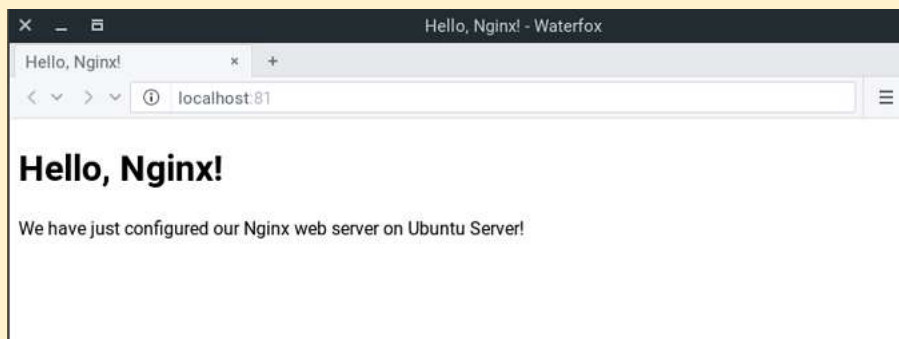 Hello, Nginx! - Waterfox
Hello, Nginx!
localhost:81
Hello, Nginx!
We have just configured our Nginx web server on Ubuntu Server!